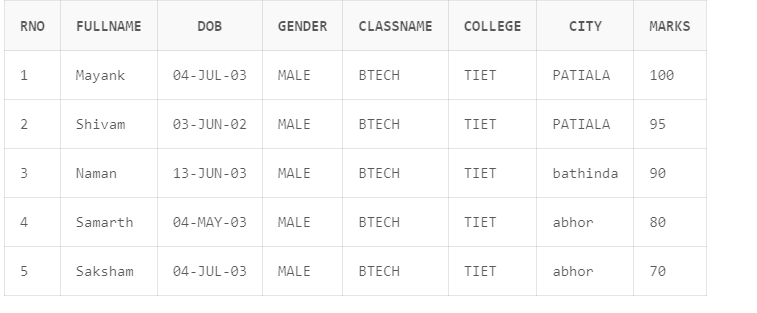 RNO FULLNAME DOB GENDER CLASSNAME COLLEGE CITY MARKS
1 Mayank 04-JUL-03 MALE BTECH TIET PATIALA 100
2 Shivam 03-JUN-02 MALE BTECH TIET PATIALA 95
3 Naman 13-JUN-03 MALE BTECH TIET bathinda 90
4 Samarth 04-MAY-03 MALE BTECH TIET abhor 80
5 Saksham 04-JUL-03 MALE BTECH TIET abhor 70